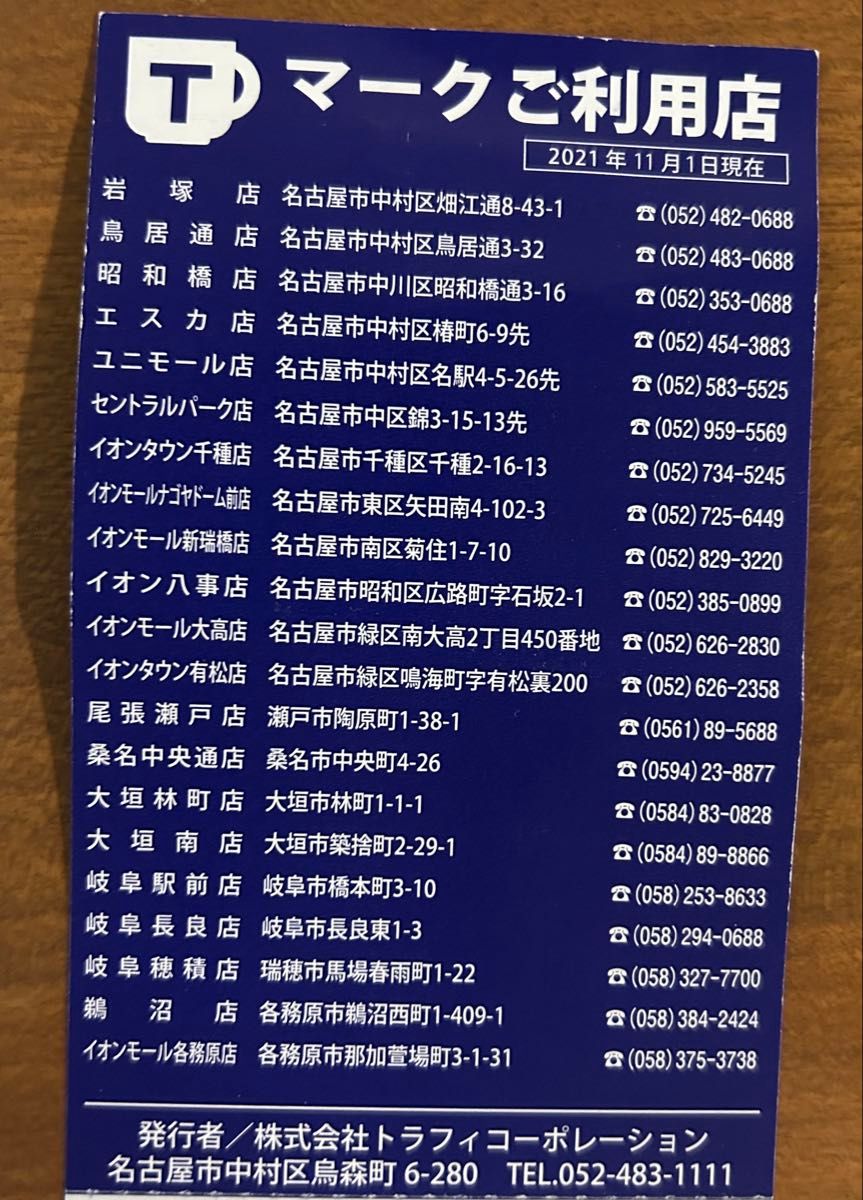 T マークご利用店
2021年11月1日現在
岩塚店 名古屋市中村区畑江通8-43-1 ☎(052)482-0688
鳥居通店 名古屋市中村区鳥居通3-32 ☎(052)483-0688
昭和橋店 名古屋市中川区昭和橋通3-16 ☎(052)353-0688
エスカ店 名古屋市中村区椿町6-9先 ☎(052)454-3883
ユニモール店 名古屋市中村区名駅4-5-26先 ☎(052)583-5525
セントラルパーク店 名古屋市中区錦3-15-13先 ☎(052)959-5569
イオンタウン千種店 名古屋市千種区千種2-16-13 ☎(052)734-5245
イオンモールナゴヤドーム前店 名古屋市東区矢田南4-102-3 ☎(052)725-6449
イオンモール新瑞橋店 名古屋市南区菊住1-7-10 ☎(052)829-3220
イオン八事店 名古屋市昭和区広路町字石坂2-1 ☎(052)385-0899
イオンモール大高店 名古屋市緑区南大高2丁目450番地 ☎(052)626-2830
イオンタウン有松店 名古屋市緑区鳴海町字有松裏200 ☎(052)626-2358
尾張瀬戸店 瀬戸市陶原町1-38-1 ☎(0561)89-5688
桑名中央通店 桑名市中央町4-26 ☎(0594)23-8877
大垣林町店 大垣市林町1-1-1 ☎(0584)83-0828
大垣南店 大垣市築捨町2-29-1 ☎(0584)89-8866
岐阜駅前店 岐阜市橋本町3-10 ☎(058)253-8633
岐阜長良店 岐阜市長良東1-3 ☎(058)294-0688
岐阜穂積店 瑞穂市馬場春雨町1-22 ☎(058)327-7700
鵜沼店 各務原市鵜沼西町1-409-1 ☎(058)384-2424
イオンモール各務原店 各務原市那加萱場町3-1-31 ☎(058)375-3738
発行者／株式会社トラフィコーポレーション
名古屋市中村区烏森町6-280 TEL.052-483-1111